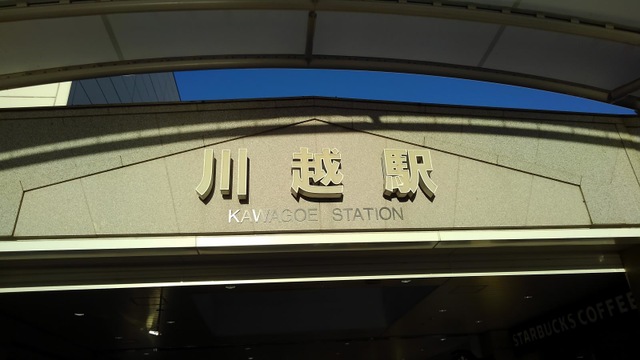 川越駅
KAWAGOE STATION
STARBUCKS COFFEE